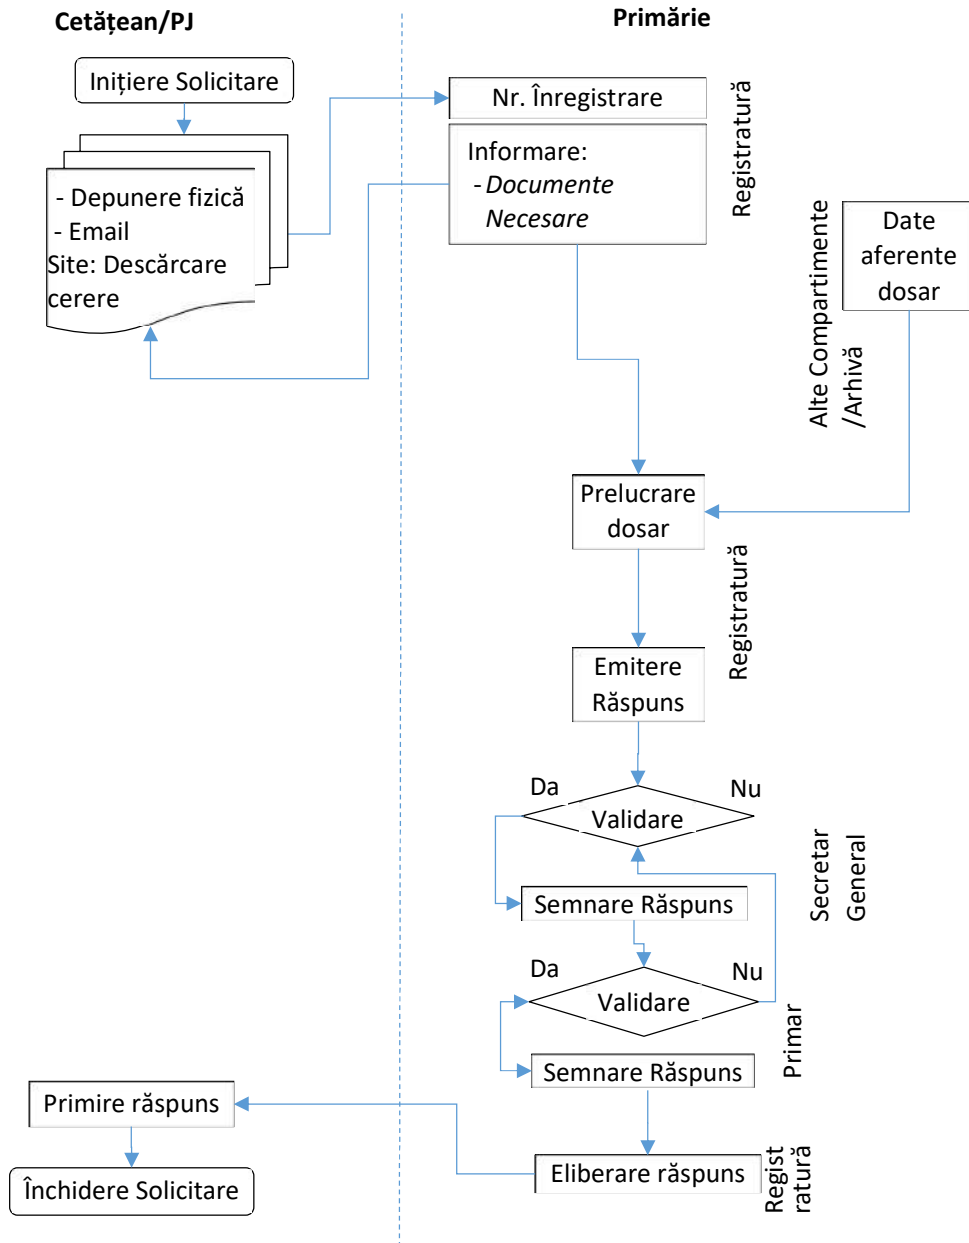 Cetățean/PJ
Primărie
Inițiere Solicitare
Nr. Înregistrare
Informare:
- Documente
Necesare
Registratură
- Depunere fizică
- Email
Site: Descărcare
cerere
Date
aferente
dosar
Alte Compartimente
/Arhivă
Prelucrare
dosar
Registratură
Emitere
Răspuns
Da
Nu
Validare
Secretar
General
Semnare Răspuns
Da
Nu
Validare
Primar
Semnare Răspuns
Primire răspuns
Eliberare răspuns
Regist
ratură
Închidere Solicitare